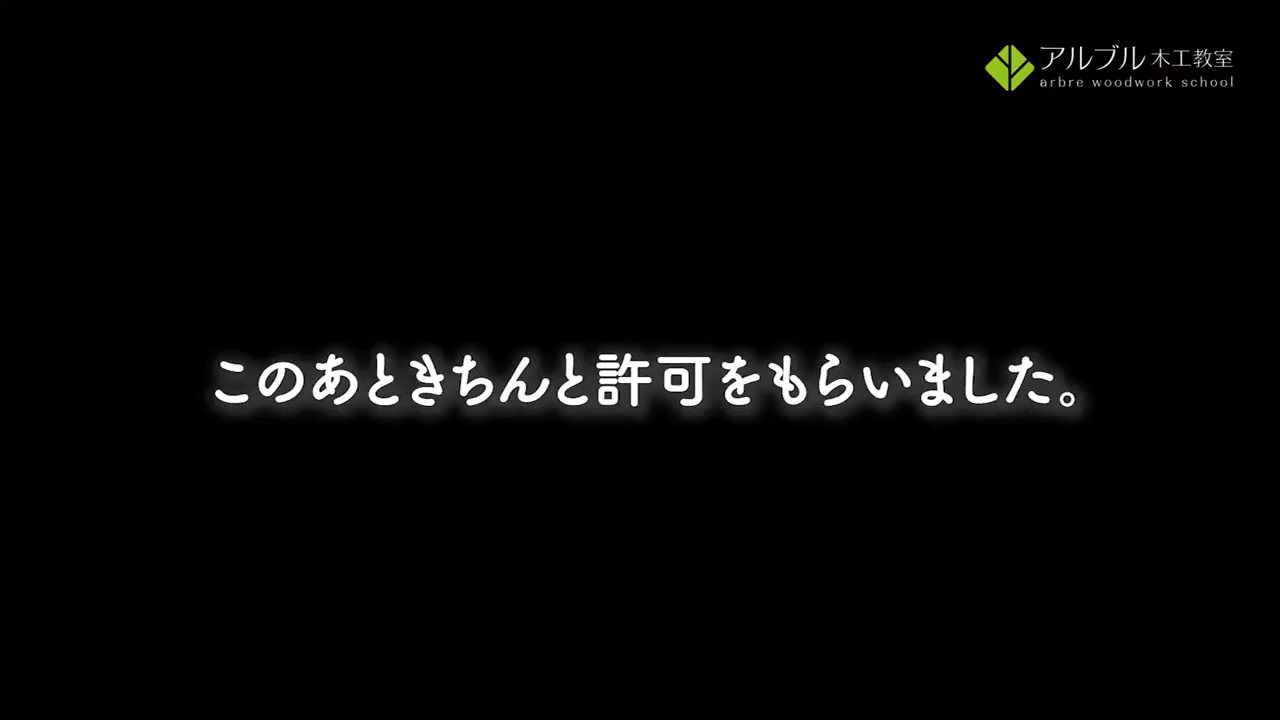 アルブル木工教室
arbre woodwork school
このあときちんと許可をもらいました。